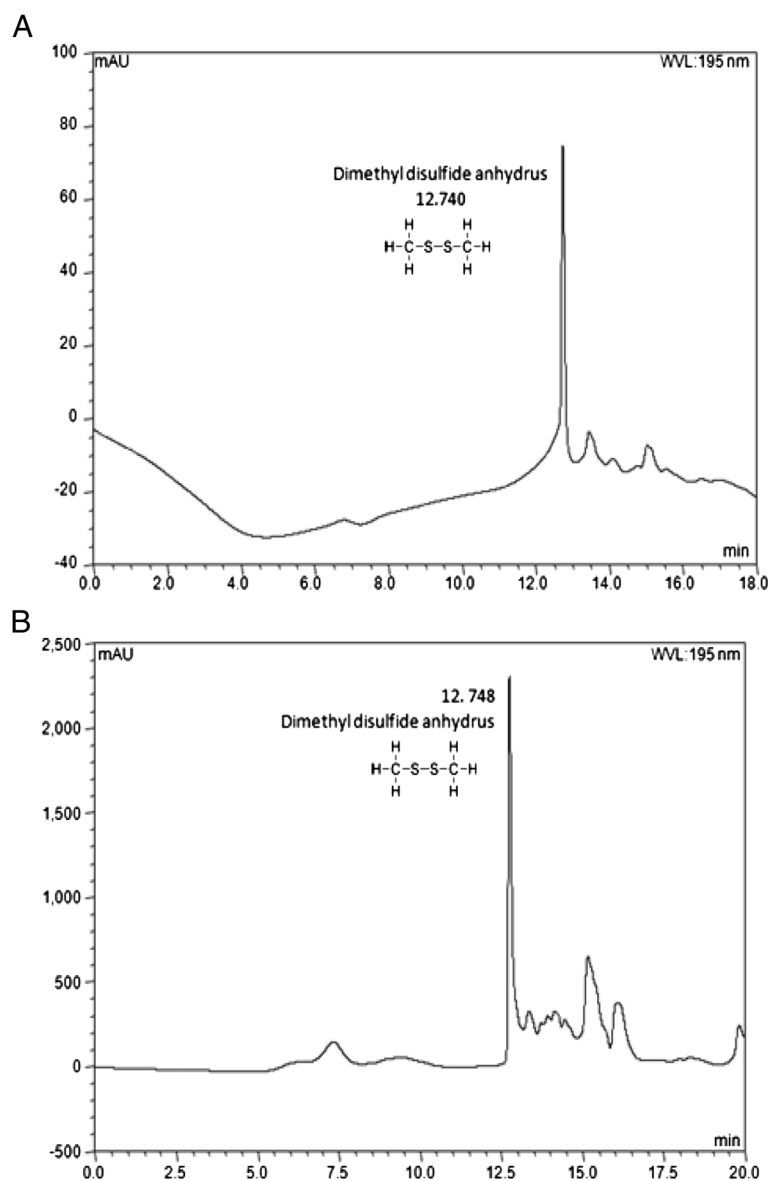 A
100
mAU
WVL:195 nm
80
Dimethyl disulfide anhydrus
60
12.740
H H
H-C-S-S-C-H
H H
40
20
0
-20
-40
min
0.0 2.0 4.0 6.0 8.0 10.0 12.0 14.0 16.0 18.0
B
2,500
mAU
WVL:195 nm
12. 748
2,000
Dimethyl disulfide anhydrus
H H
H-C-S-S-C-H
H H
1,500
1,000
500
0
-500
min
0.0 2.5 5.0 7.5 10.0 12.5 15.0 17.5 20.0